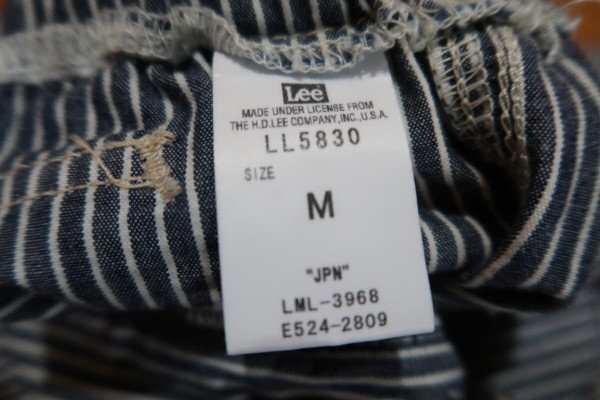 Lee
MADE UNDER LICENSE FROM
THE H.D.LEE COMPANY,INC.,U.S.A.
LL5830
SIZE
M
"JPN"
LML-3968
E524-2809